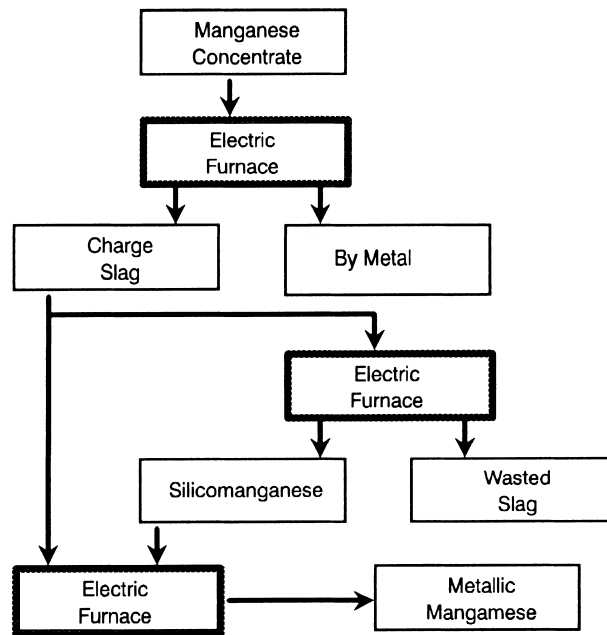 Manganese
Concentrate
Electric
Furnace
Charge
Slag
By Metal
Electric
Furnace
Silicomanganese
Wasted
Slag
Electric
Furnace
Metallic
Mangamese